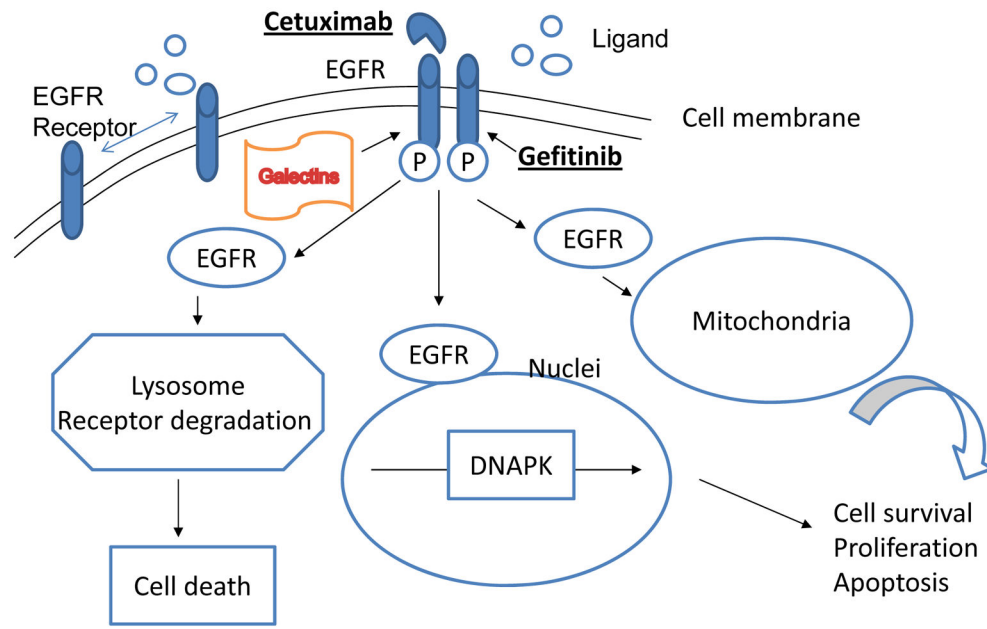 Cetuximab
Ligand
EGFR
EGFR
Receptor
Cell membrane
Galectins
P
P
Gefitinib
EGFR
EGFR
Mitochondria
EGFR
Nuclei
Lysosome
Receptor degradation
DNAPK
Cell survival
Proliferation
Apoptosis
Cell death